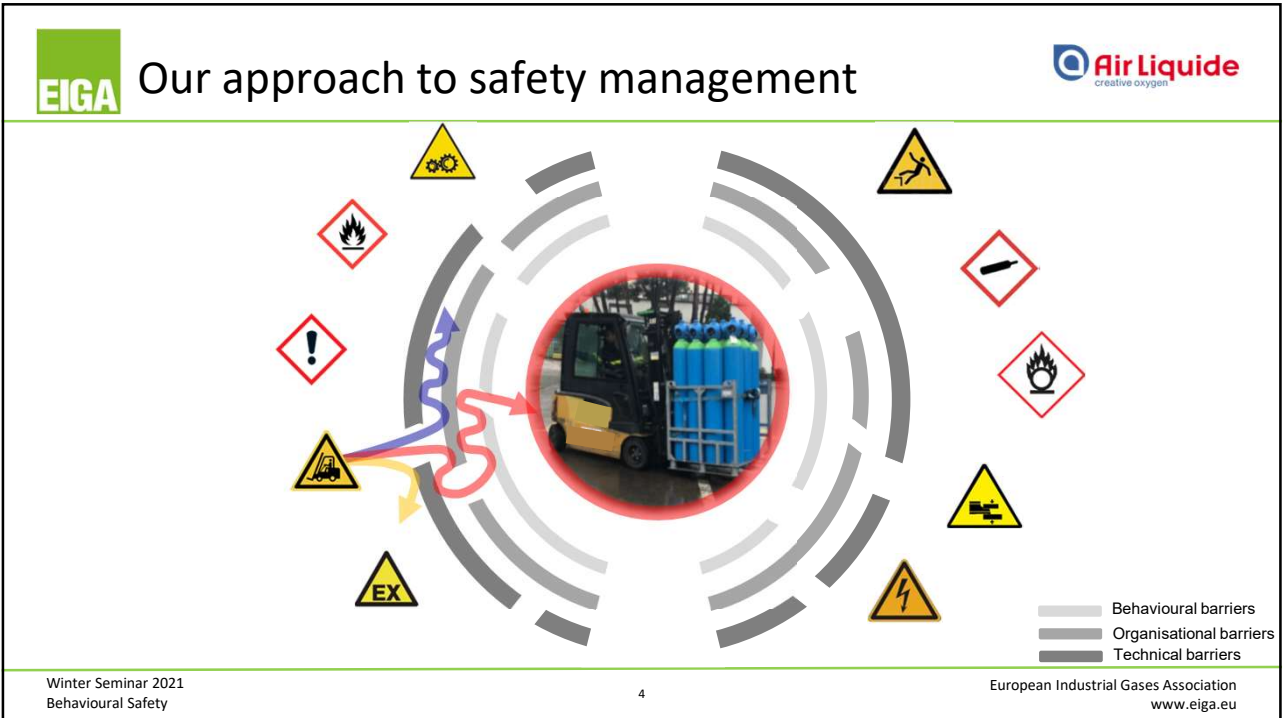 EIGA
Our approach to safety management
Air Liquide
creative oxygen
EX
Behavioural barriers
Organisational barriers
Technical barriers
Winter Seminar 2021
Behavioural Safety
4
European Industrial Gases Association
www.eiga.eu